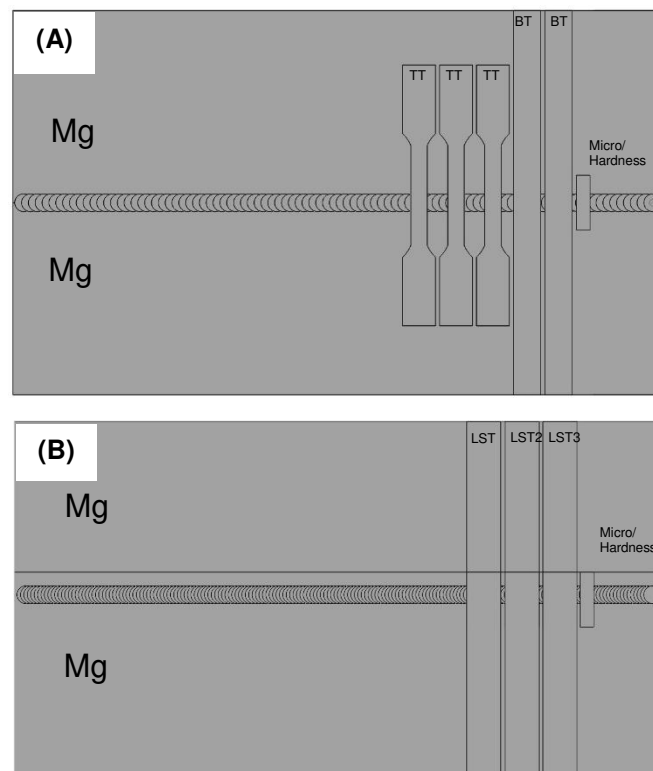 (A)
BT BT
TT TT TT
Mg
Micro/
Hardness
Mg
(B)
LST LST2 LST3
Mg
Micro/
Hardness
Mg